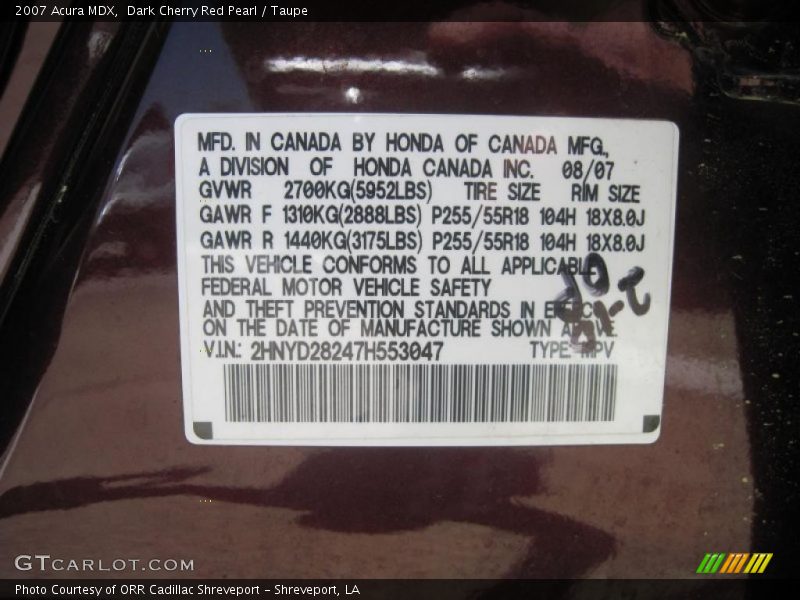 2007 Acura MDX, Dark Cherry Red Pearl / Taupe
MFD. IN CANADA BY HONDA OF CANADA MFG.,
A DIVISION OF HONDA CANADA INC. 08/07
GVWR 2700KG(5952LBS) TIRE SIZE RIM SIZE
GAWR F 1310KG(2888LBS) P255/55R18 104H 18X8.0J
GAWR R 1440KG(3175LBS) P255/55R18 104H 18X8.0J
THIS VEHICLE CONFORMS TO ALL APPLICABLE
FEDERAL MOTOR VEHICLE SAFETY
AND THEFT PREVENTION STANDARDS IN EFFECT
ON THE DATE OF MANUFACTURE SHOWN ABOVE.
V.I.N.: 2HNYD28247H553047 TYPE: MPV
GTCARLOT.COM
Photo Courtesy of ORR Cadillac Shreveport - Shreveport, LA